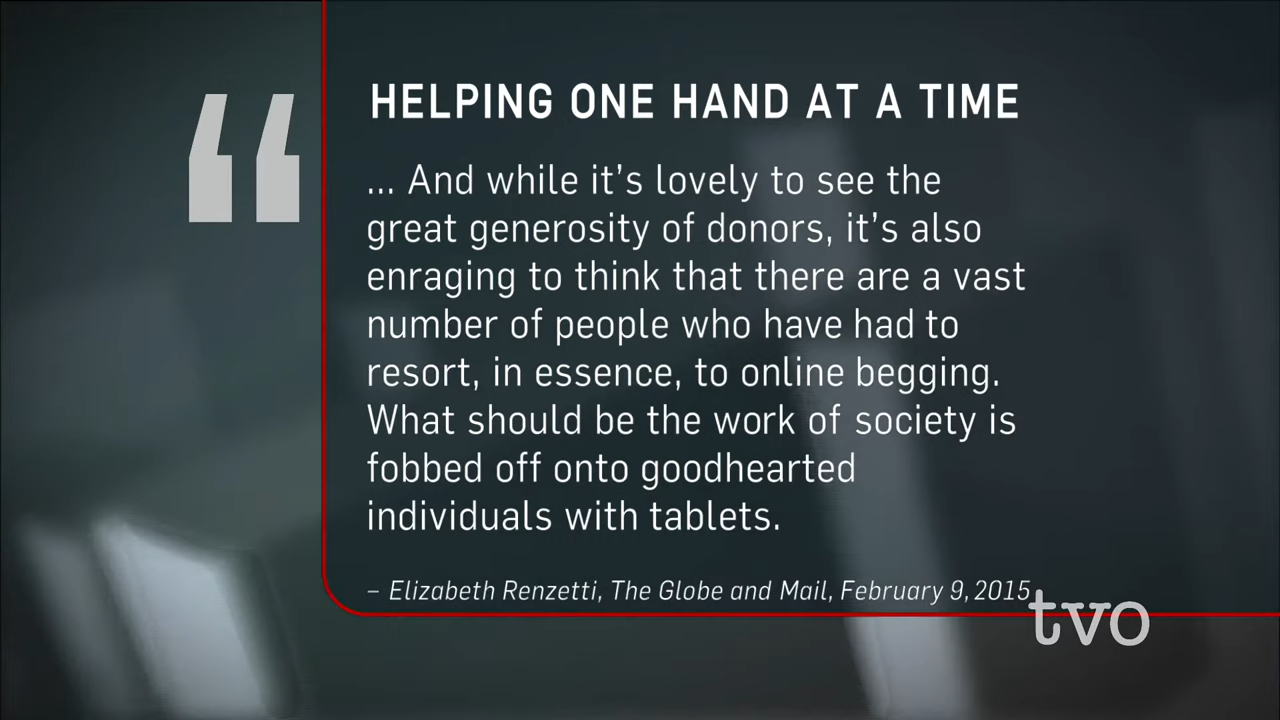 “
HELPING ONE HAND AT A TIME
... And while it’s lovely to see the
great generosity of donors, it’s also
enraging to think that there are a vast
number of people who have had to
resort, in essence, to online begging.
What should be the work of society is
fobbed off onto goodhearted
individuals with tablets.
– Elizabeth Renzetti, The Globe and Mail, February 9, 2015
tvo